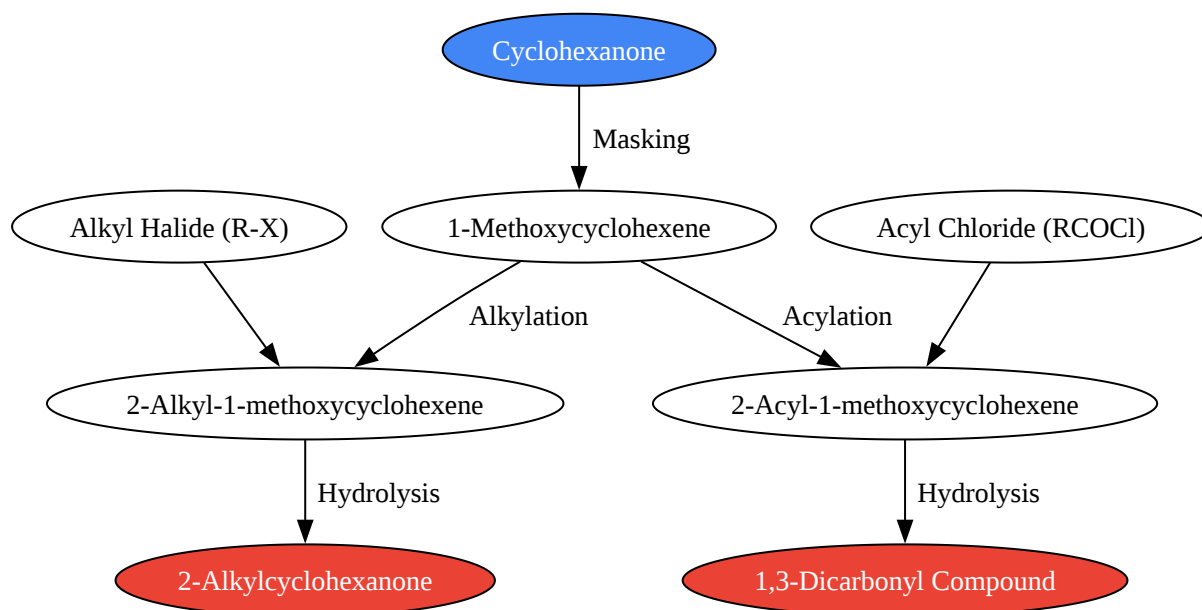 Cyclohexanone
Masking
Alkyl Halide (R-X)
1-Methoxycyclohexene
Acyl Chloride (RCOCl)
Alkylation
Acylation
2-Alkyl-1-methoxycyclohexene
2-Acyl-1-methoxycyclohexene
Hydrolysis
Hydrolysis
2-Alkylcyclohexanone
1,3-Dicarbonyl Compound